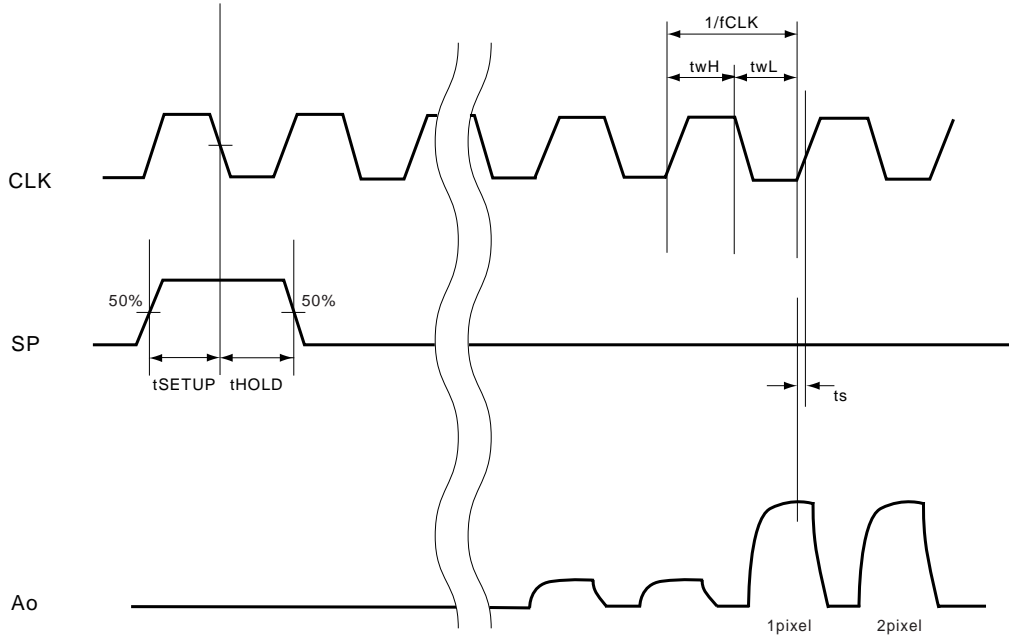 1/fCLK
twH twL
CLK
50% 50%
SP
tSETUP tHOLD
ts
Ao
1pixel 2pixel